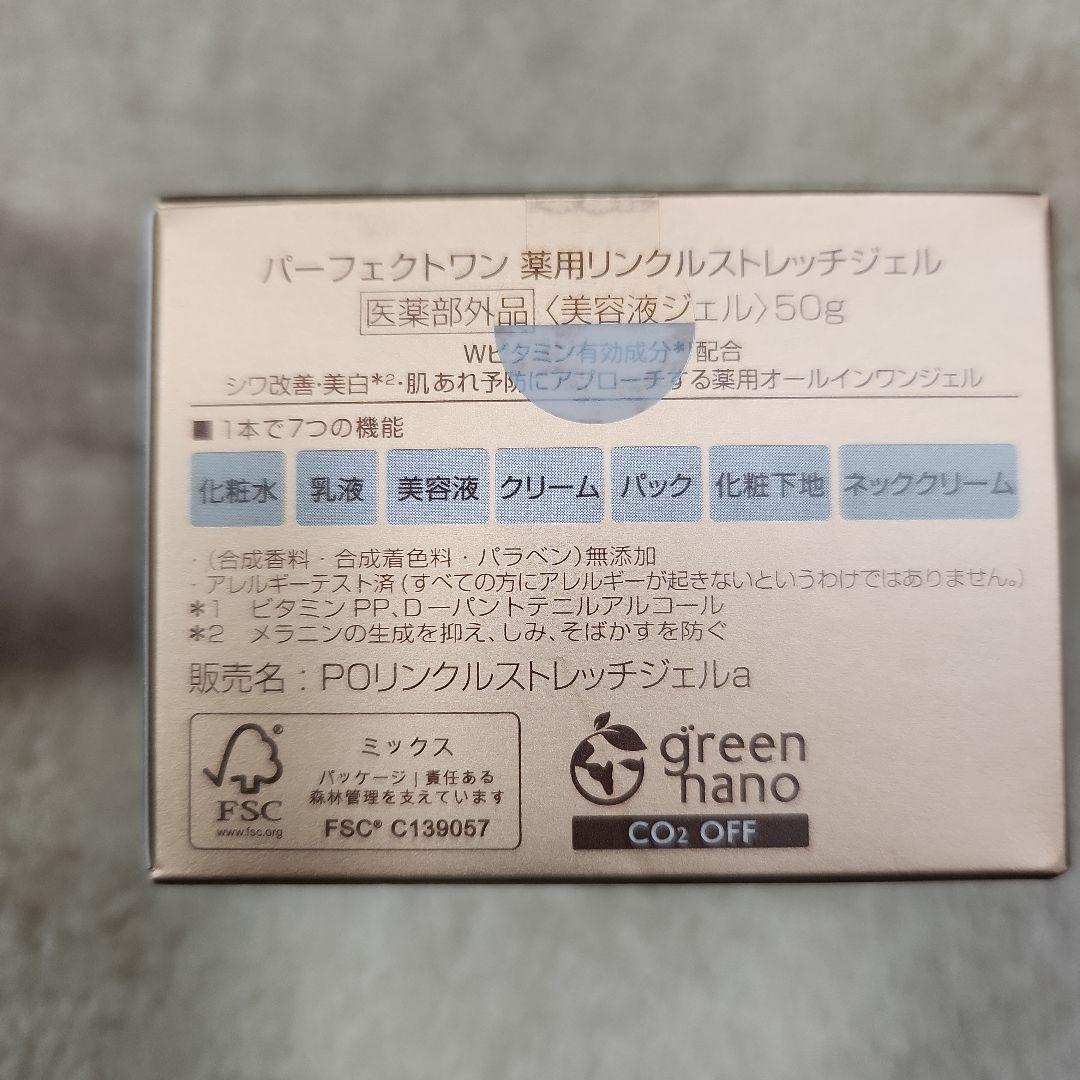 パーフェクトワン 薬用リンクルストレッチジェル
医薬部外品〈美容液ジェル〉50g
Wビタミン有効成分*¹配合
シワ改善・美白*²・肌あれ予防にアプローチする薬用オールインワンジェル
■ 1本で7つの機能
化粧水 乳液 美容液 クリーム パック 化粧下地 ネッククリーム
・(合成香料・合成着色料・パラベン)無添加
・アレルギーテスト済(すべての方にアレルギーが起きないというわけではありません。)
*1 ビタミンPP、D-パントテニルアルコール
*2 メラニンの生成を抑え、しみ、そばかすを防ぐ
販売名：POリンクルストレッチジェルa
FSC
www.fsc.org
ミックス
パッケージ｜責任ある
森林管理を支えています
FSC® C139057
green
nano
CO₂ OFF